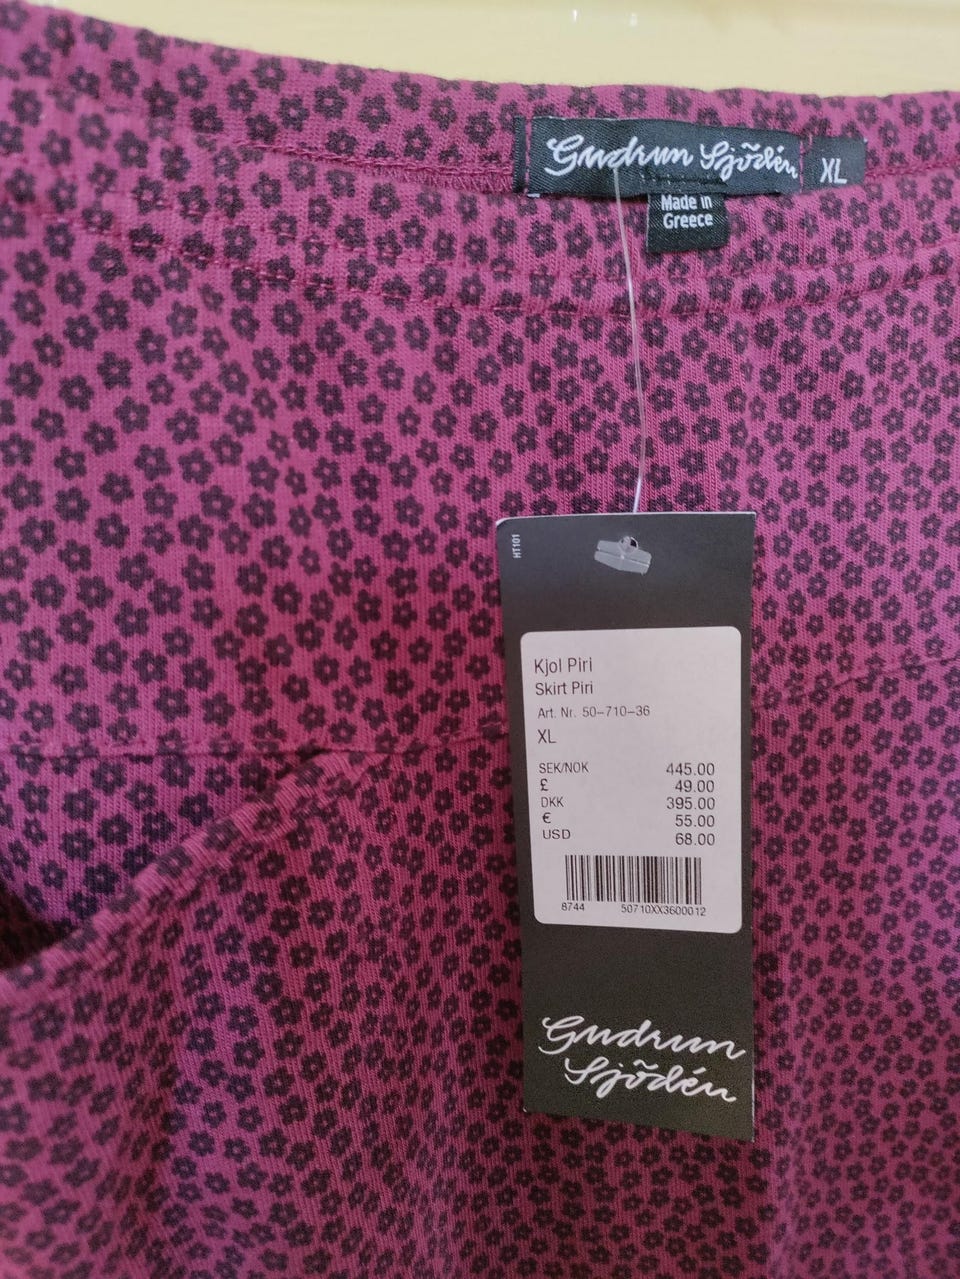 Gudrun Sjödén
XL
Made in
Greece
HT101
Kjol Piri
Skirt Piri
Art. Nr. 50-710-36
XL
SEK/NOK 445.00
£ 49.00
DKK 395.00
€ 55.00
USD 68.00
8744 50710XX3600012
Gudrun
Sjödén